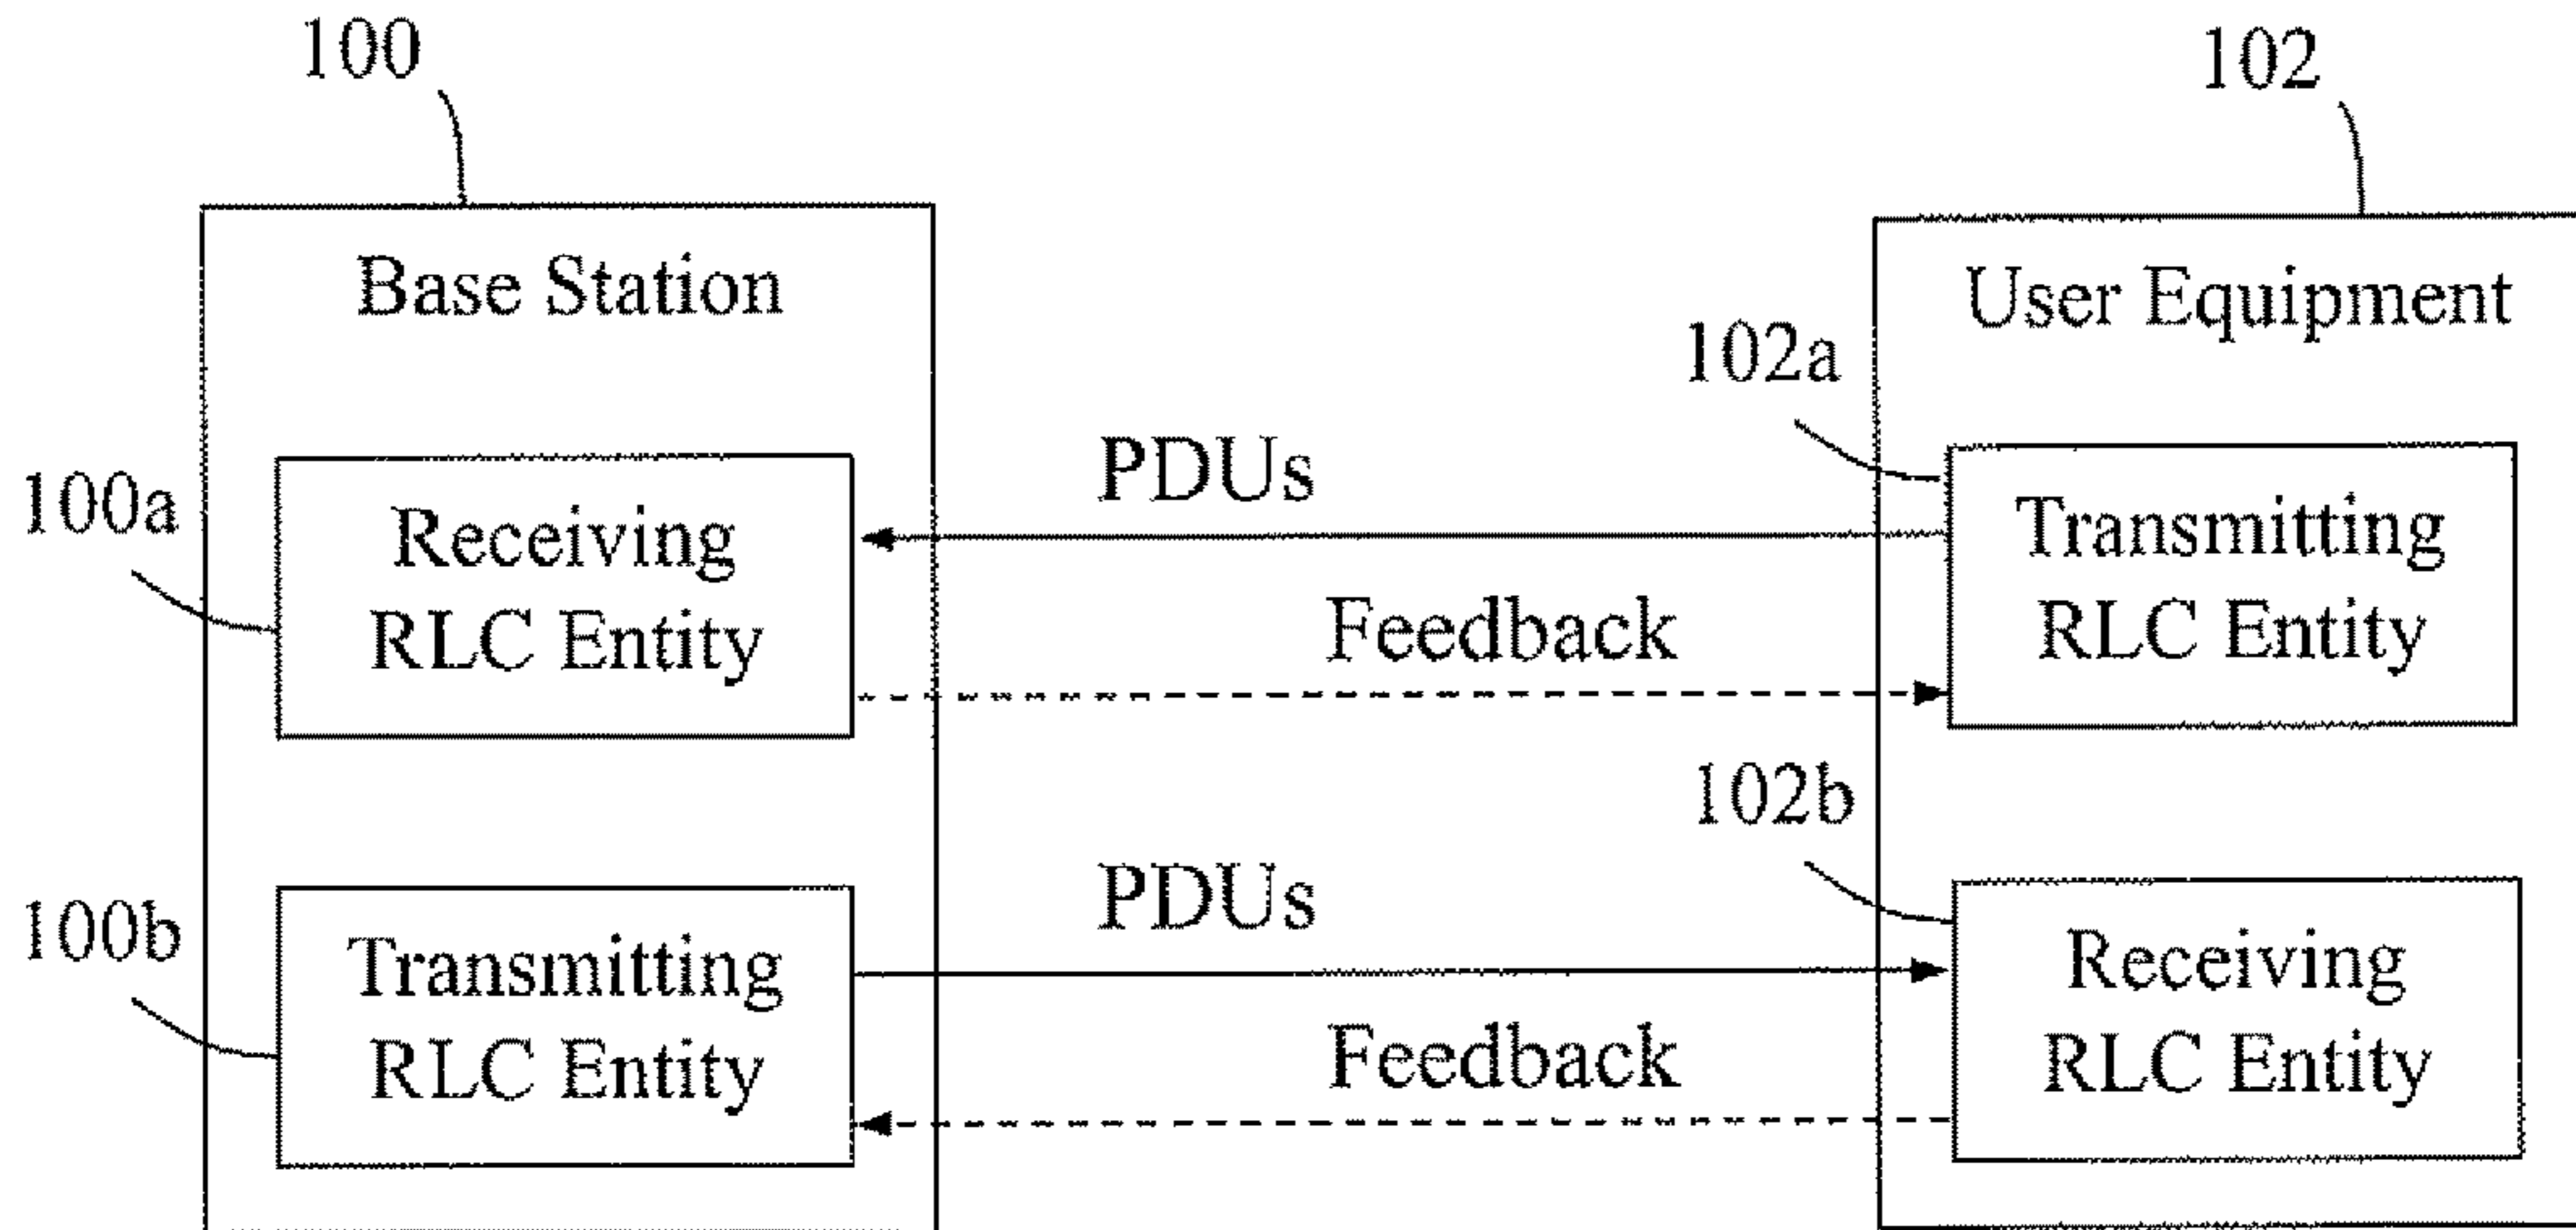 100
102
Base Station
User Equipment
102a
PDUs
100a
Receiving
RLC Entity
Transmitting
RLC Entity
Feedback
102b
PDUs
100b
Transmitting
RLC Entity
Receiving
RLC Entity
Feedback